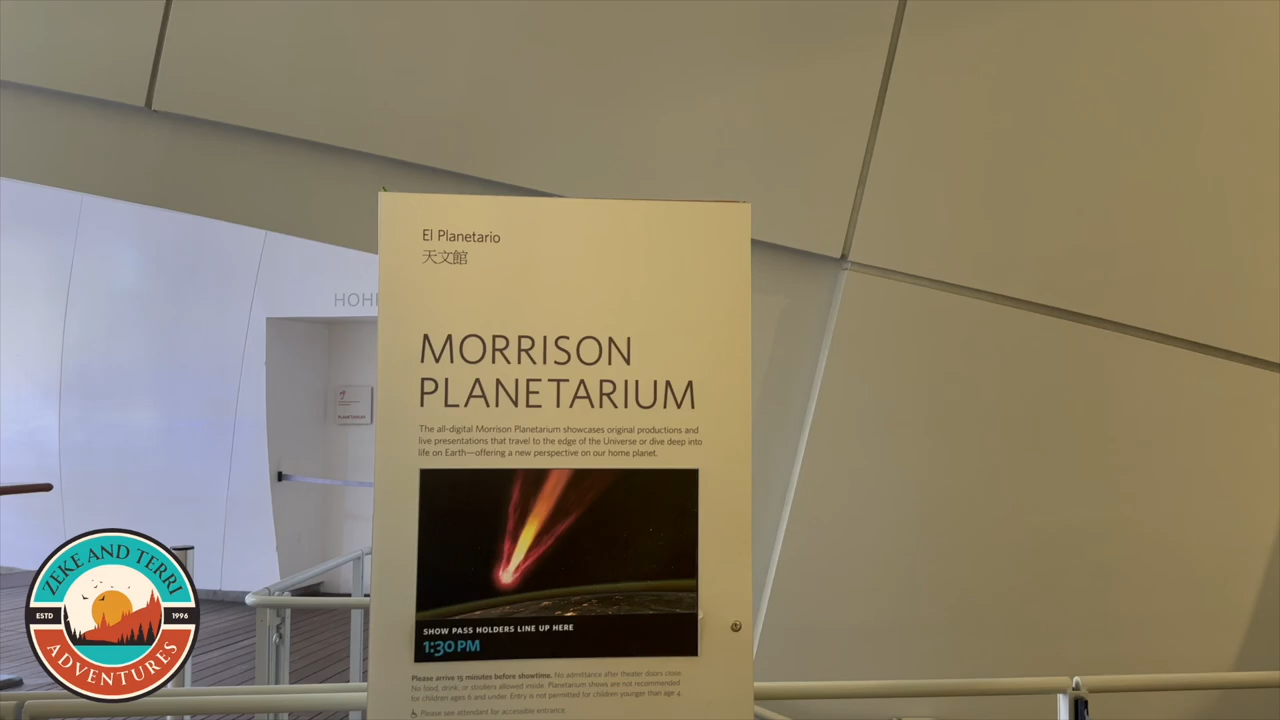 El Planetario
天文館
HOH
MORRISON
PLANETARIUM
The all-digital Morrison Planetarium showcases original productions and
live presentations that travel to the edge of the Universe or dive deep into
life on Earth—offering a new perspective on our home planet.
PLANETARIUM
SHOW PASS HOLDERS LINE UP HERE
1:30 PM
Please arrive 15 minutes before showtime. No admittance after theater doors close.
No food, drink, or strollers allowed inside. Planetarium shows are not recommended
for children ages 6 and under. Entry is not permitted for children younger than age 4.
Please see attendant for accessible entrance.
ZEKE AND TERRI
ESTD 1996
ADVENTURES